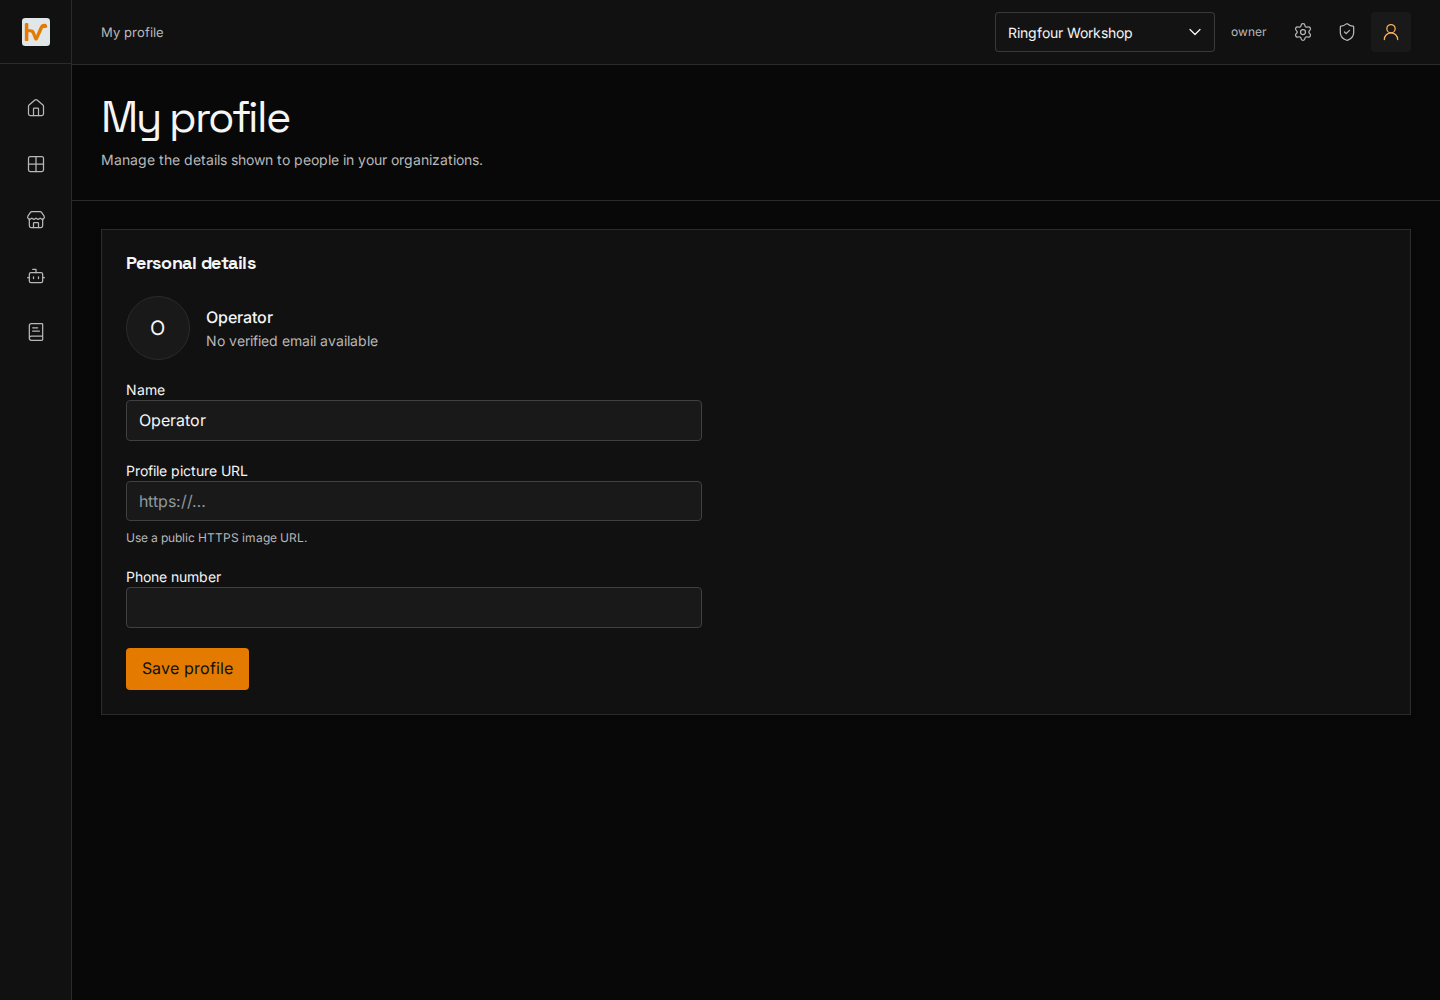 My profile
Ringfour Workshop
owner
My profile
Manage the details shown to people in your organizations.
Personal details
O
Operator
No verified email available
Name
Operator
Profile picture URL
https://...
Use a public HTTPS image URL.
Phone number
Save profile